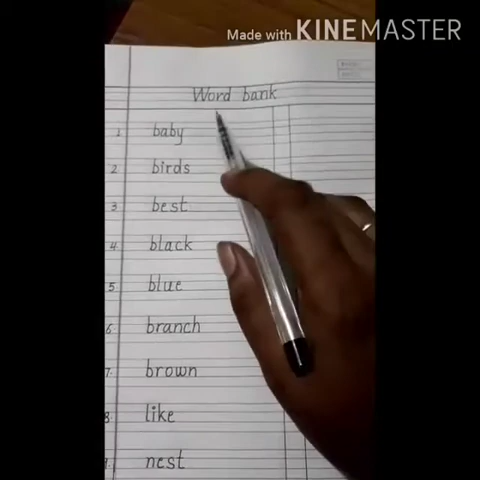 Made with KINEMASTER
Word bank
1 baby
2 birds
3 best
4 black
5 blue
6. branch
7. brown
8. like
9. nest